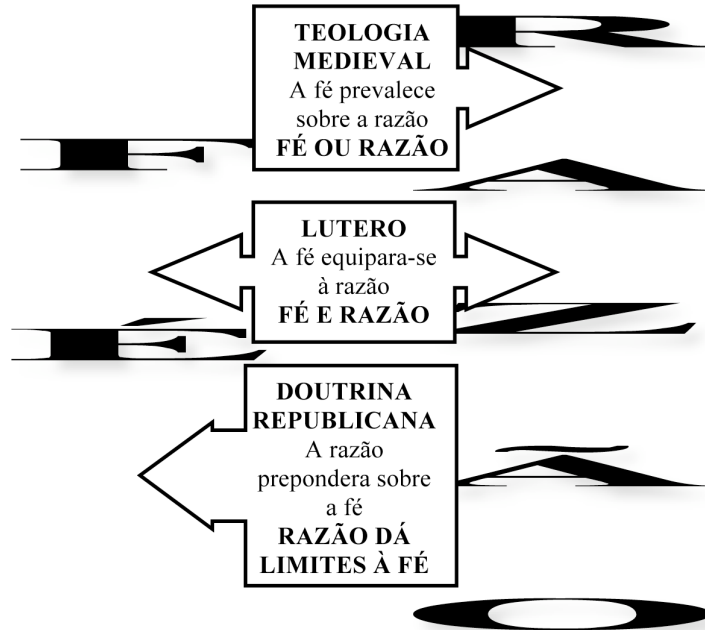 TEOLOGIA
MEDIEVAL
A fé prevalece
sobre a razão
FÉ OU RAZÃO
LUTERO
A fé equipara-se
à razão
FÉ E RAZÃO
DOUTRINA
REPUBLICANA
A razão
prepondera sobre
a fé
RAZÃO DÁ
LIMITES À FÉ
F
É
R
A
Z
Ã
O